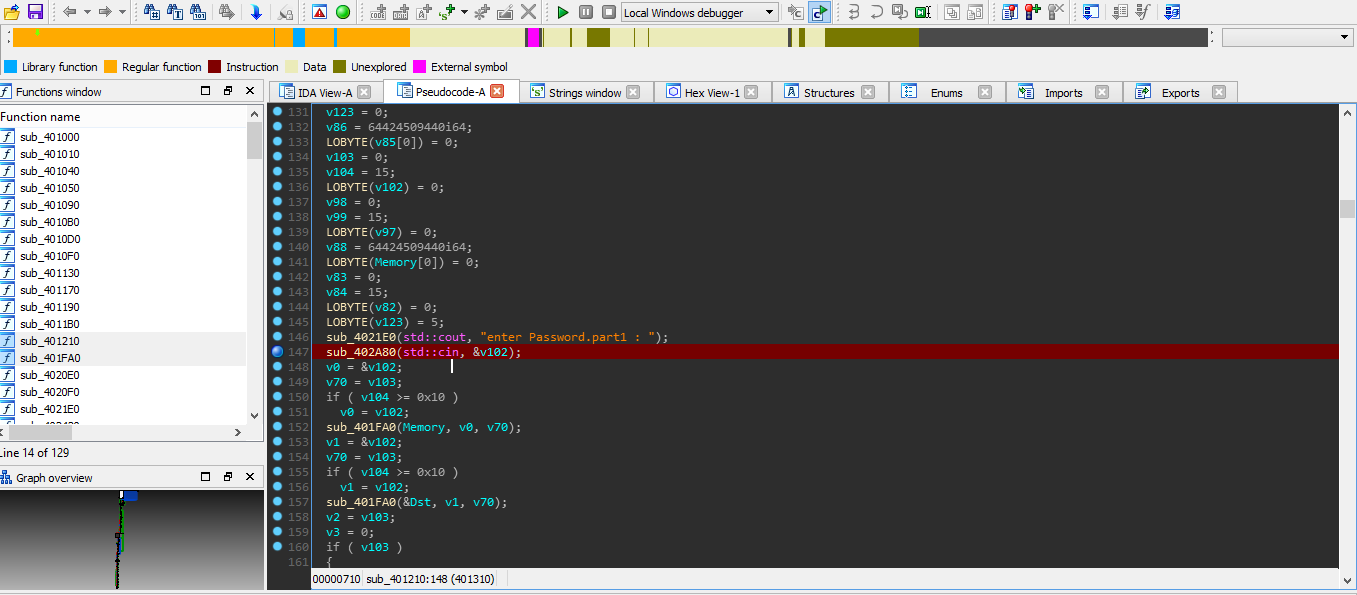 Local Windows debugger
Library function Regular function Instruction Data Unexplored External symbol
Functions window
IDA View-A Pseudocode-A Strings window Hex View-1 Structures Enums Imports Exports
Function name
sub_401000
sub_401010
sub_401040
sub_401050
sub_401090
sub_4010B0
sub_4010D0
sub_4010F0
sub_401130
sub_401170
sub_401190
sub_4011B0
sub_401210
sub_401FA0
sub_4020E0
sub_4020F0
sub_4021E0
Line 14 of 129
Graph overview
131 v123 = 0;
132 v86 = 64424509440i64;
133 LOBYTE(v85[0]) = 0;
134 v103 = 0;
135 v104 = 15;
136 LOBYTE(v102) = 0;
137 v98 = 0;
138 v99 = 15;
139 LOBYTE(v97) = 0;
140 v88 = 64424509440i64;
141 LOBYTE(Memory[0]) = 0;
142 v83 = 0;
143 v84 = 15;
144 LOBYTE(v82) = 0;
145 LOBYTE(v123) = 5;
146 sub_4021E0(std::cout, "enter Password.part1 : ");
147 sub_402A80(std::cin, &v102);
148 v0 = &v102;
149 v70 = v103;
150 if ( v104 >= 0x10 )
151 v0 = v102;
152 sub_401FA0(Memory, v0, v70);
153 v1 = &v102;
154 v70 = v103;
155 if ( v104 >= 0x10 )
156 v1 = v102;
157 sub_401FA0(&Dst, v1, v70);
158 v2 = v103;
159 v3 = 0;
160 if ( v103 )
161 {
00000710 sub_401210:148 (401310)